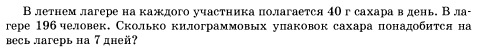 В летнем лагере на каждого участника полагается 40 г сахара в день. В ла-
гере 196 человек. Сколько килограммовых упаковок сахара понадобится на
весь лагерь на 7 дней?